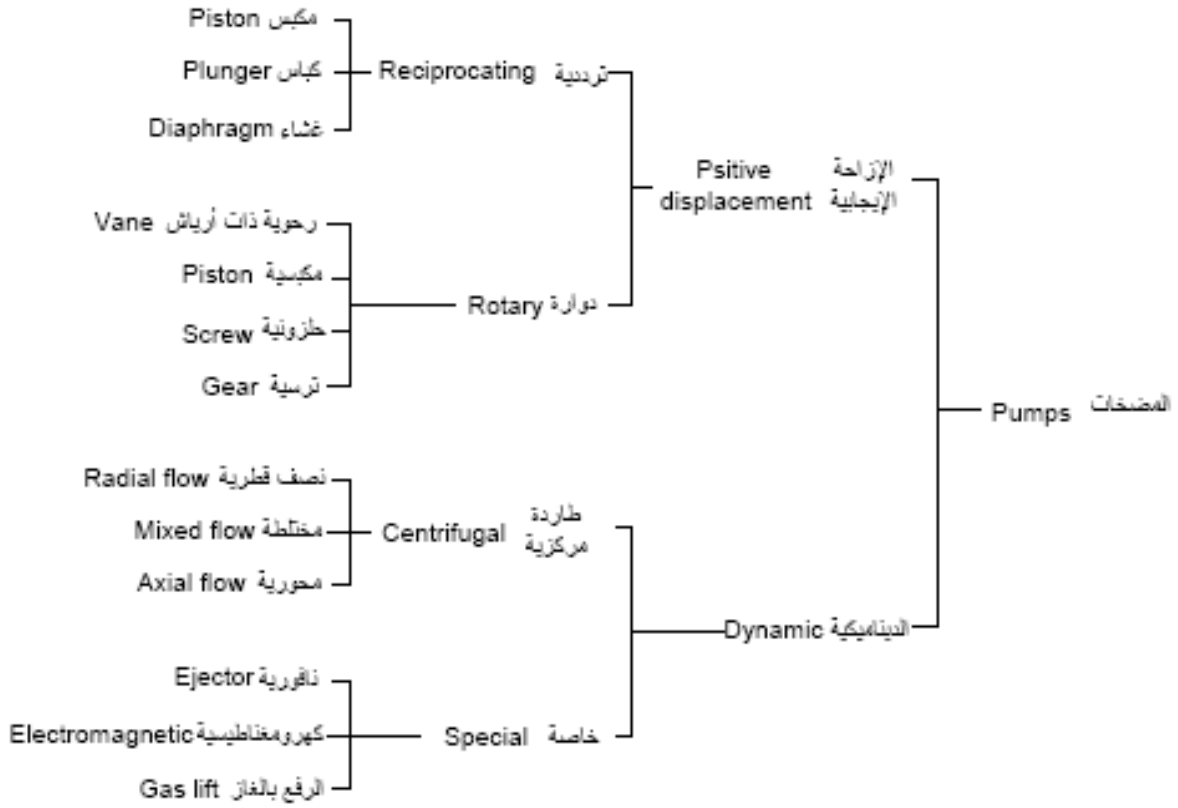 Piston مكبس
Plunger كباس
Diaphragm غشاء
Reciprocating ترددية
Vane رحوية ذات أرياش
Piston مكبسية
Screw حلزونية
Gear ترسية
Rotary دوارة
Psitive الإزاحة
displacement الإيجابية
Pumps المضخات
Radial flow نصف قطرية
Mixed flow مختلطة
Axial flow محورية
Centrifugal طاردة
مركزية
Dynamic الديناميكية
Ejector نافورية
Electromagnetic كهرومغناطيسية
Gas lift الرفع بالغاز
Special خاصة